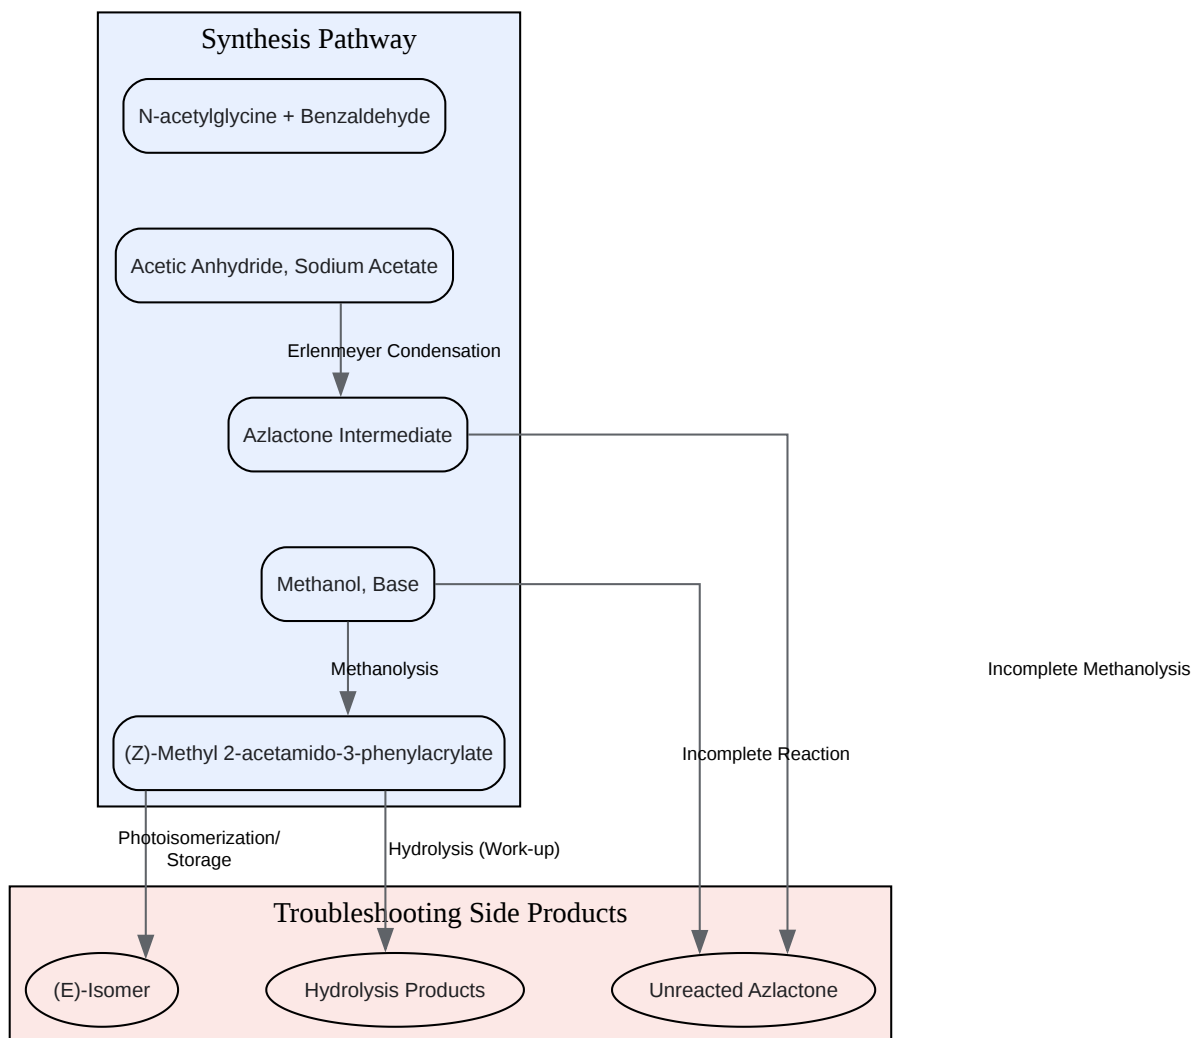 Synthesis Pathway
N-acetylglycine + Benzaldehyde
Acetic Anhydride, Sodium Acetate
Erlenmeyer Condensation
Azlactone Intermediate
Methanol, Base
Methanolysis
Incomplete Methanolysis
(Z)-Methyl 2-acetamido-3-phenylacrylate
Incomplete Reaction
Photoisomerization/
Storage
Hydrolysis (Work-up)
Troubleshooting Side Products
(E)-Isomer
Hydrolysis Products
Unreacted Azlactone